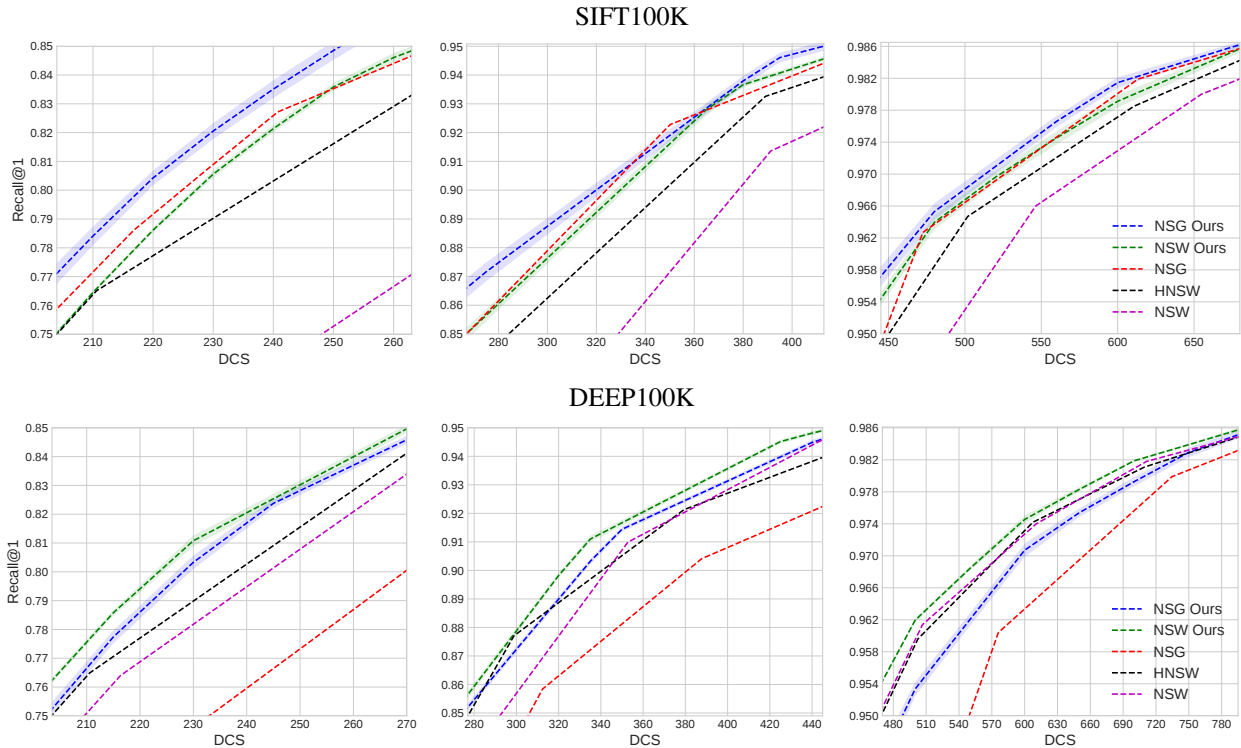 SIFT100K
0.85 0.84 0.83 0.82 0.81 0.80 0.79 0.78 0.77 0.76 0.75
Recall@1
210 220 230 240 250 260
DCS
0.95 0.94 0.93 0.92 0.91 0.90 0.89 0.88 0.87 0.86 0.85
280 300 320 340 360 380 400
DCS
0.986 0.982 0.978 0.974 0.970 0.966 0.962 0.958 0.954 0.950
450 500 550 600 650
DCS
NSG Ours
NSW Ours
NSG
HNSW
NSW
DEEP100K
0.85 0.84 0.83 0.82 0.81 0.80 0.79 0.78 0.77 0.76 0.75
Recall@1
210 220 230 240 250 260 270
DCS
0.95 0.94 0.93 0.92 0.91 0.90 0.89 0.88 0.87 0.86 0.85
280 300 320 340 360 380 400 420 440
DCS
0.986 0.982 0.978 0.974 0.970 0.966 0.962 0.958 0.954 0.950
480 510 540 570 600 630 660 690 720 750 780
DCS
NSG Ours
NSW Ours
NSG
HNSW
NSW